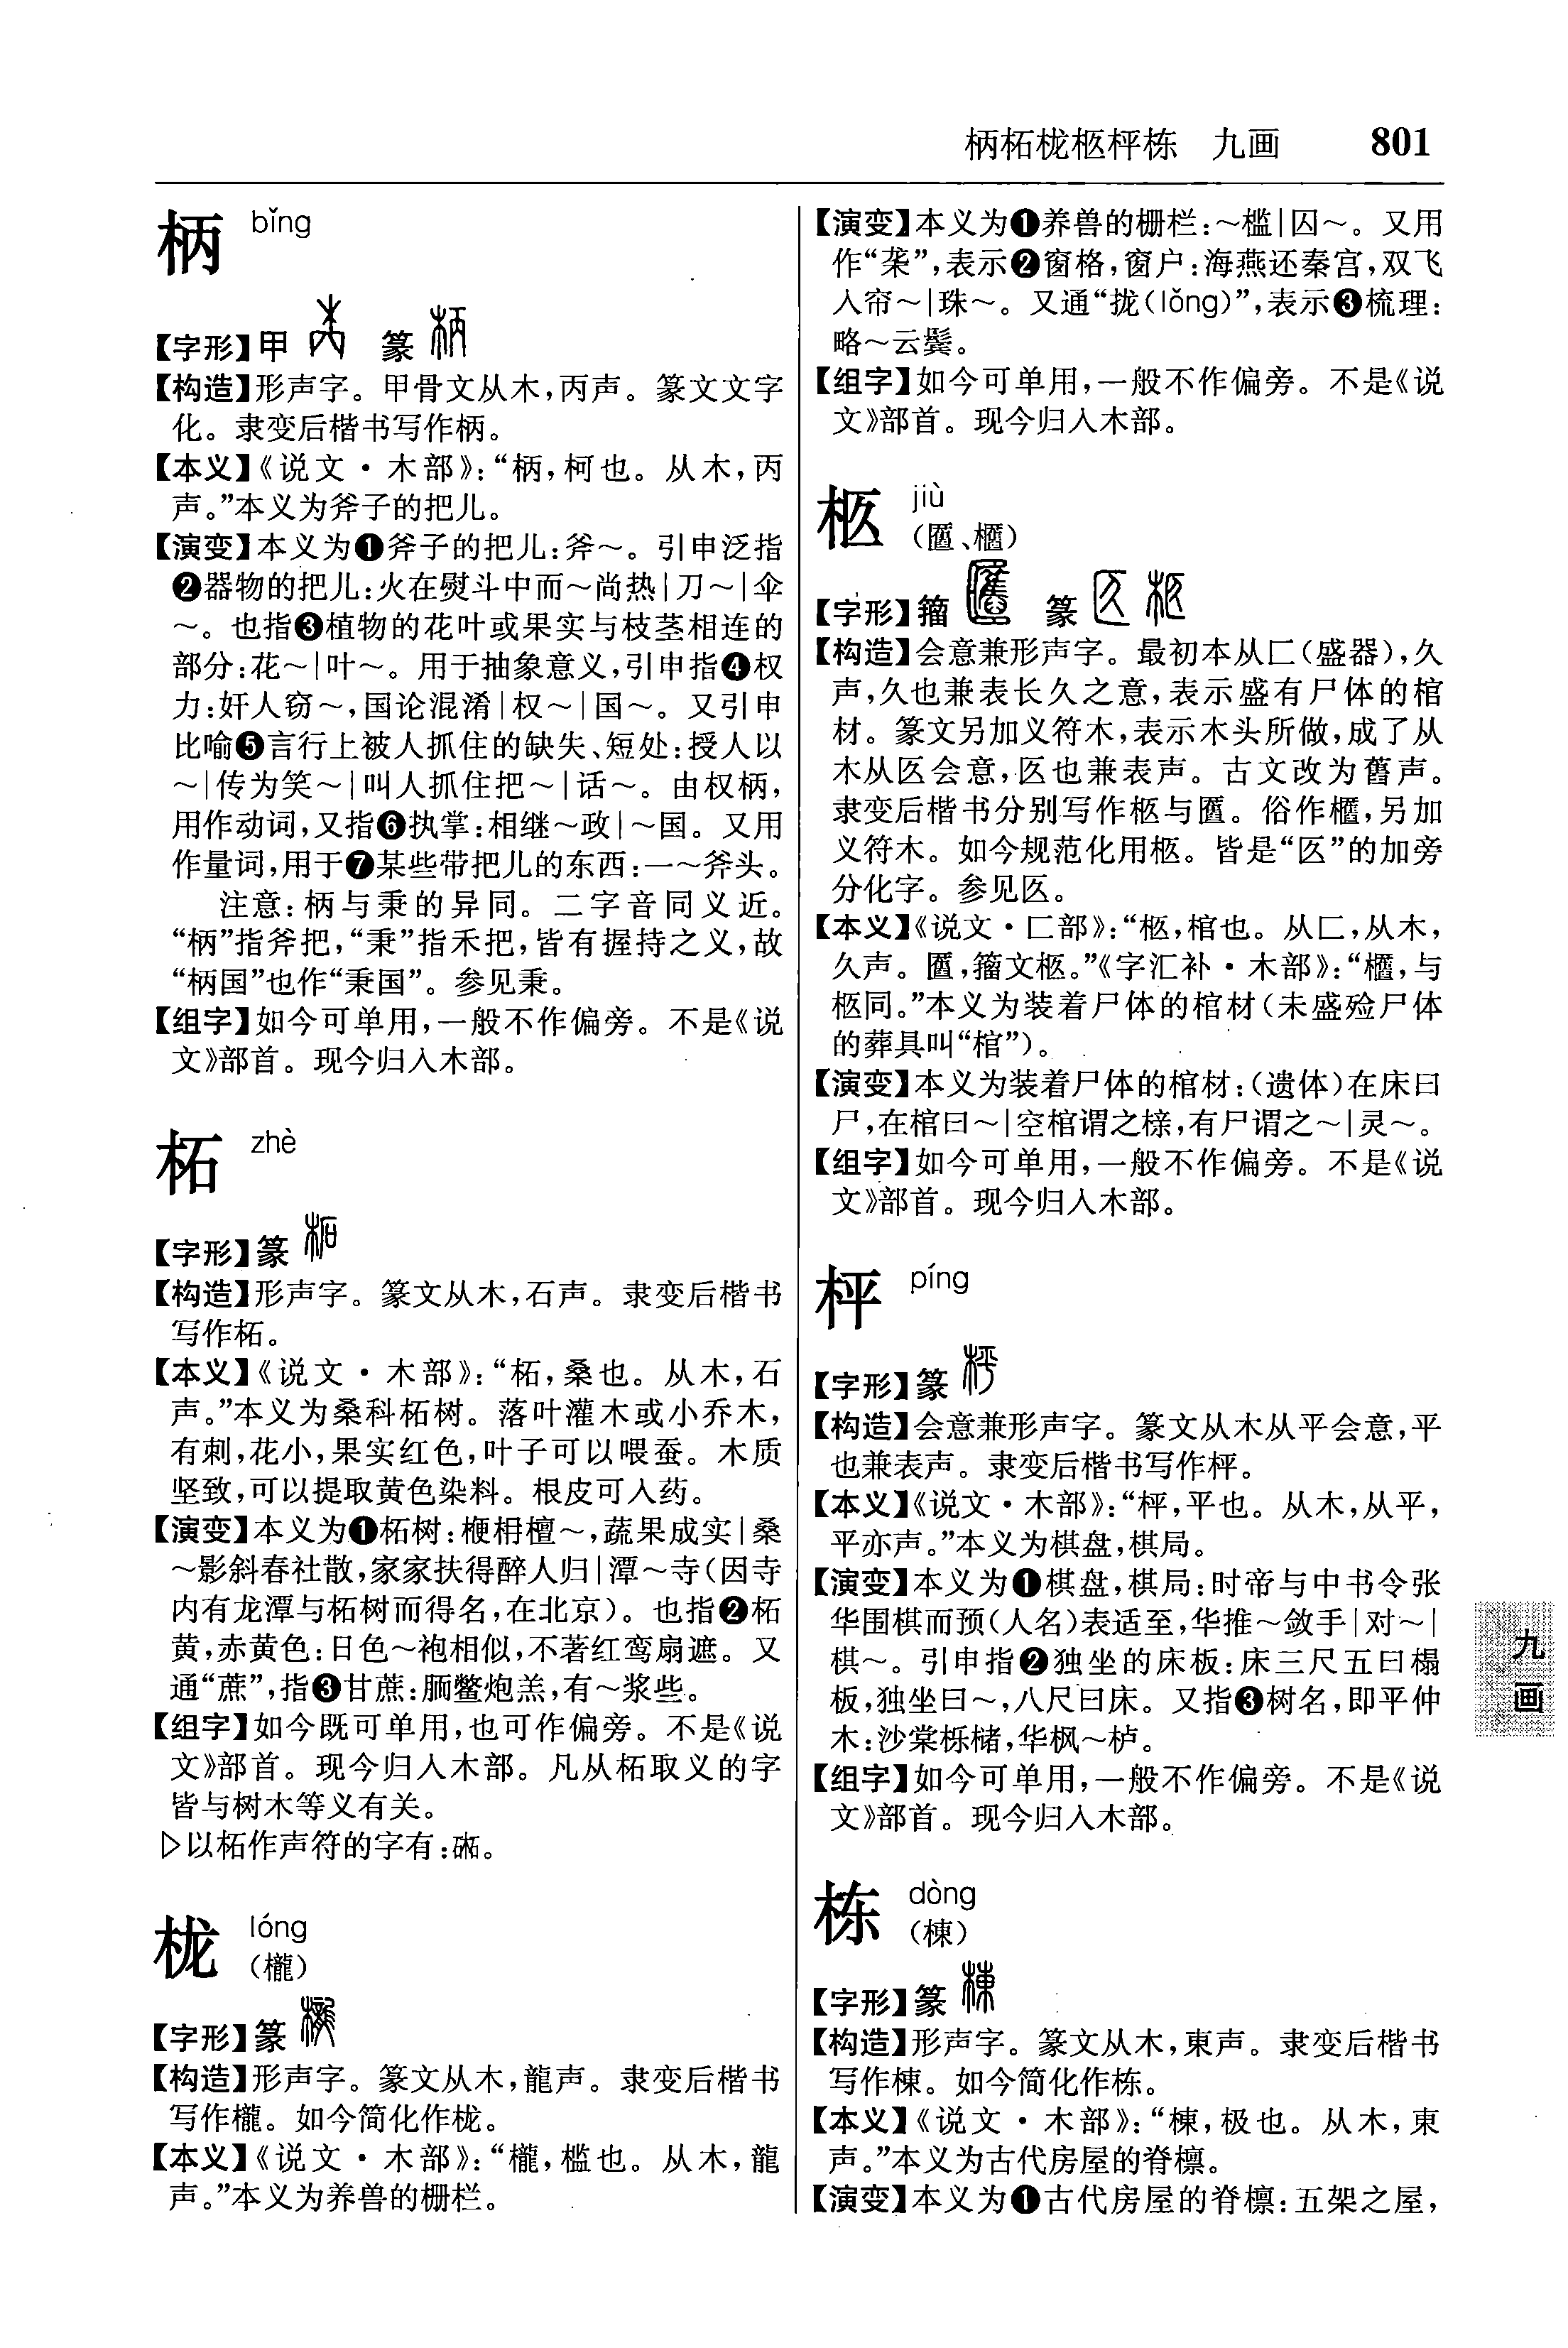 柄柘栊柩枰栋 九画 801
柄 bǐng
【字形】甲 篆
【构造】形声字。甲骨文从木,丙声。篆文文字
化。隶变后楷书写作柄。
【本义】《说文·木部》:“柄,柯也。从木,丙
声。”本义为斧子的把儿。
【演变】本义为❶斧子的把儿:斧～。引申泛指
❷器物的把儿:火在熨斗中而～尚热|刀～|伞
～。也指❸植物的花叶或果实与枝茎相连的
部分:花～|叶～。用于抽象意义,引申指❹权
力:奸人窃～,国论混淆|权～|国～。又引申
比喻❺言行上被人抓住的缺失、短处:授人以
～|传为笑～|叫人抓住把～|话～。由权柄,
用作动词,又指❻执掌:相继～政|～国。又用
作量词,用于❼某些带把儿的东西:一～斧头。
注意:柄与秉的异同。二字音同义近。
“柄”指斧把,“秉”指禾把,皆有握持之义,故
“柄国”也作“秉国”。参见秉。
【组字】如今可单用,一般不作偏旁。不是《说
文》部首。现今归入木部。
柘 zhè
【字形】篆
【构造】形声字。篆文从木,石声。隶变后楷书
写作柘。
【本义】《说文·木部》:“柘,桑也。从木,石
声。”本义为桑科柘树。落叶灌木或小乔木,
有刺,花小,果实红色,叶子可以喂蚕。木质
坚致,可以提取黄色染料。根皮可入药。
【演变】本义为❶柘树:梗枏檀～,蔬果成实|桑
～影斜春社散,家家扶得醉人归|潭～寺(因寺
内有龙潭与柘树而得名,在北京)。也指❷柘
黄,赤黄色:日色～袍相似,不著红鸾扇遮。又
通“蔗”,指❸甘蔗:胹鳖炮羔,有～浆些。
【组字】如今既可单用,也可作偏旁。不是《说
文》部首。现今归入木部。凡从柘取义的字
皆与树木等义有关。
▷以柘作声符的字有:
栊 lóng
(櫳)
【字形】篆
【构造】形声字。篆文从木,龍声。隶变后楷书
写作櫳。如今简化作栊。
【本义】《说文·木部》:“櫳,槛也。从木,龍
声。”本义为养兽的栅栏。
【演变】本义为❶养兽的栅栏:～槛|囚～。又用
作“䆍”,表示❷窗格,窗户:海燕还秦宫,双飞
入帘～|珠～。又通“拢(lǒng)”,表示❸梳理:
略～云鬓。
【组字】如今可单用,一般不作偏旁。不是《说
文》部首。现今归入木部。
柩 jiù
(匶、櫃)
【字形】籀 篆
【构造】会意兼形声字。最初本从匚(盛器),久
声,久也兼表长久之意,表示盛有尸体的棺
材。篆文另加义符木,表示木头所做,成了从
木从匛会意,匛也兼表声。古文改为舊声。
隶变后楷书分别写作柩与匶。俗作,另加
义符木。如今规范化用柩。皆是“匛”的加旁
分化字。参见匛。
【本义】《说文·匚部》:“柩,棺也。从匚,从木,
久声。匶,籀文柩。”《字汇补·木部》:“,与
柩同。”本义为装着尸体的棺材(未盛殓尸体
的葬具叫“棺”)。
【演变】本义为装着尸体的棺材:(遗体)在床曰
尸,在棺曰～|空棺谓之榇,有尸谓之～|灵～。
【组字】如今可单用,一般不作偏旁。不是《说
文》部首。现今归入木部。
枰 píng
【字形】篆
【构造】会意兼形声字。篆文从木从平会意,平
也兼表声。隶变后楷书写作枰。
【本义】《说文·木部》:“枰,平也。从木,从平,
平亦声。”本义为棋盘,棋局。
【演变】本义为❶棋盘,棋局:时帝与中书令张
华围棋而预(人名)表适至,华推～敛手|对～|
棋～。引申指❷独坐的床板:床三尺五曰榻
板,独坐曰～,八尺曰床。又指❸树名,即平仲
木:沙棠栎槠,华枫～栌。
【组字】如今可单用,一般不作偏旁。不是《说
文》部首。现今归入木部。
栋 dòng
(棟)
【字形】篆
【构造】形声字。篆文从木,東声。隶变后楷书
写作棟。如今简化作栋。
【本义】《说文·木部》:“棟,极也。从木,東
声。”本义为古代房屋的脊檩。
【演变】本义为❶古代房屋的脊檩:五架之屋,
九画